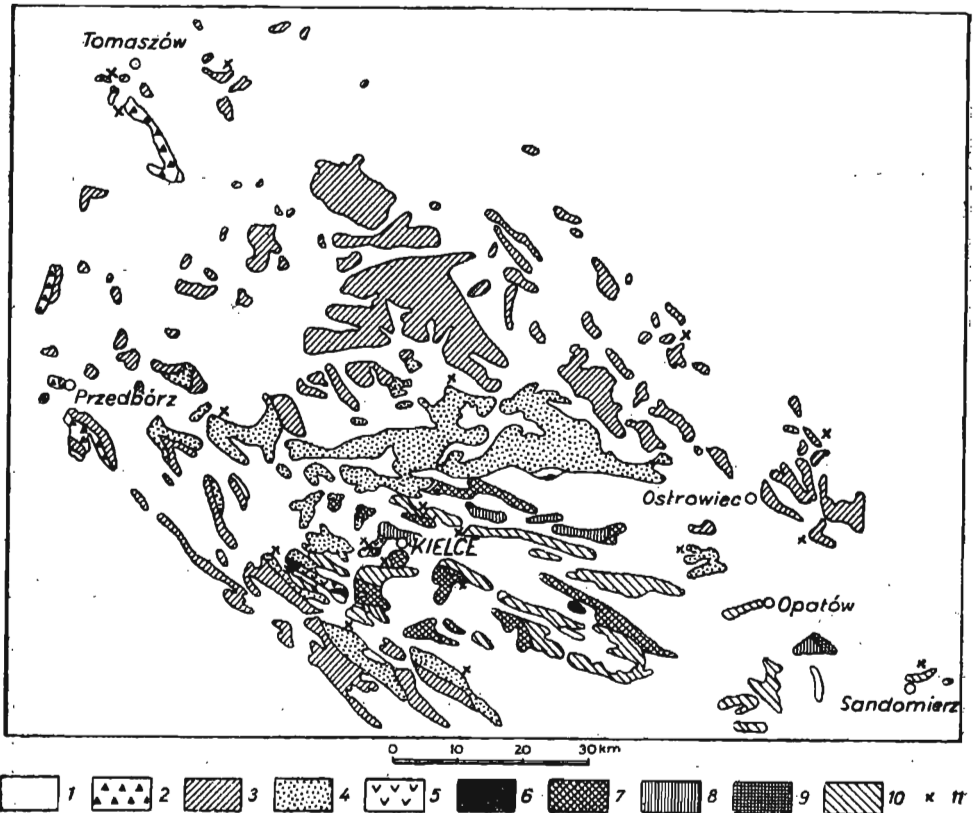 Tomaszów
Przedbórz
Ostrowiec
KIELCE
Opatów
Sandomierz
0 10 20 30 km
1 2 3 4 5 6 7 8 9 10 x 11